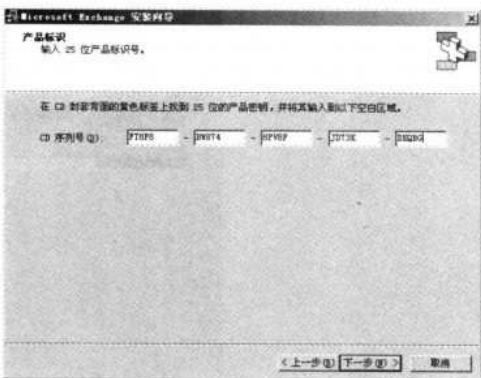 Microsoft Exchange 安装向导
产品标识
输入 25 位产品标识号。
在 CD 封套背面的黄色标签上找到 25 位的产品密钥，并将其输入到以下空白区域。
CD 序列号(Q):
- - - -
< 上一步(B) 下一步(N) > 取消